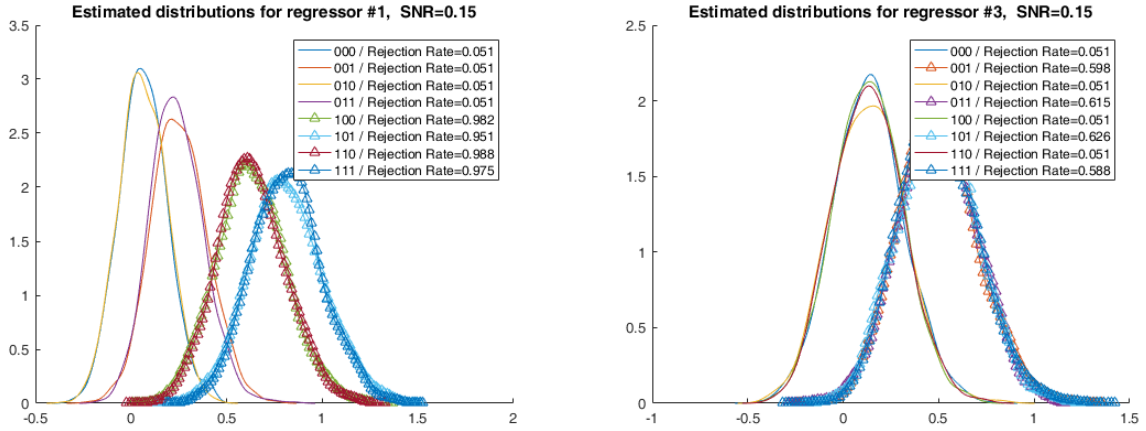 Estimated distributions for regressor #1, SNR=0.15
3.5
3
2.5
2
1.5
1
0.5
0
-0.5
0
0.5
1
1.5
2
000 / Rejection Rate=0.051
001 / Rejection Rate=0.051
010 / Rejection Rate=0.051
011 / Rejection Rate=0.051
100 / Rejection Rate=0.982
101 / Rejection Rate=0.951
110 / Rejection Rate=0.988
111 / Rejection Rate=0.975
Estimated distributions for regressor #3, SNR=0.15
2.5
2
1.5
1
0.5
0
-1
-0.5
0
0.5
1
1.5
000 / Rejection Rate=0.051
001 / Rejection Rate=0.598
010 / Rejection Rate=0.051
011 / Rejection Rate=0.615
100 / Rejection Rate=0.051
101 / Rejection Rate=0.626
110 / Rejection Rate=0.051
111 / Rejection Rate=0.588